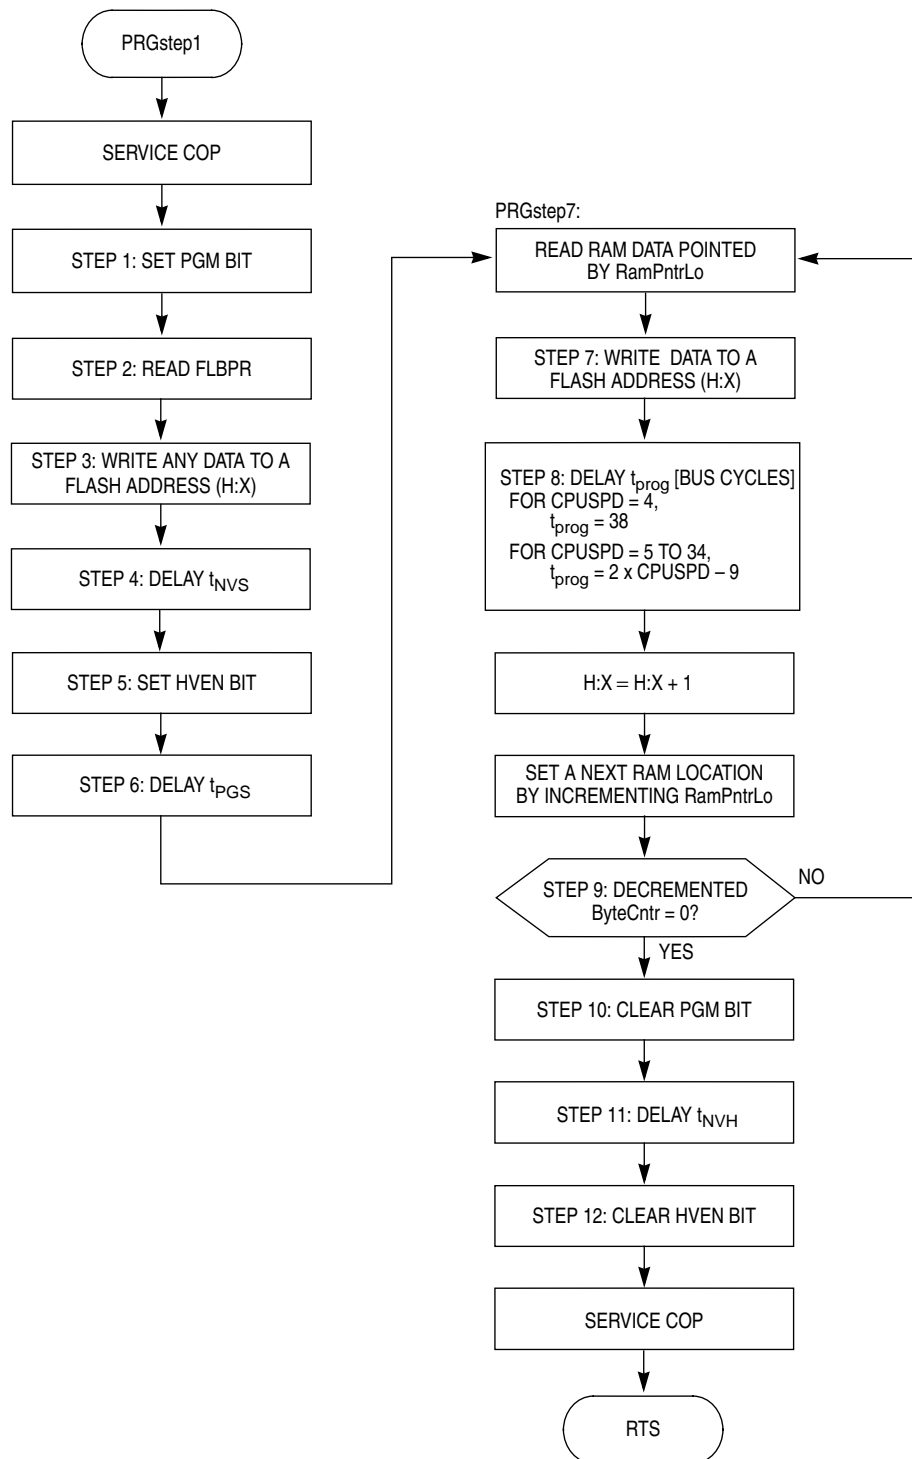 PRGstep1
SERVICE COP
STEP 1: SET PGM BIT
STEP 2: READ FLBPR
STEP 3: WRITE ANY DATA TO A
FLASH ADDRESS (H:X)
STEP 4: DELAY tNVS
STEP 5: SET HVEN BIT
STEP 6: DELAY tPGS
PRGstep7:
READ RAM DATA POINTED
BY RamPntrLo
STEP 7: WRITE DATA TO A
FLASH ADDRESS (H:X)
STEP 8: DELAY tprog [BUS CYCLES]
FOR CPUSPD = 4,
tprog = 38
FOR CPUSPD = 5 TO 34,
tprog = 2 x CPUSPD – 9
H:X = H:X + 1
SET A NEXT RAM LOCATION
BY INCREMENTING RamPntrLo
STEP 9: DECREMENTED
ByteCntr = 0?
NO
YES
STEP 10: CLEAR PGM BIT
STEP 11: DELAY tNVH
STEP 12: CLEAR HVEN BIT
SERVICE COP
RTS